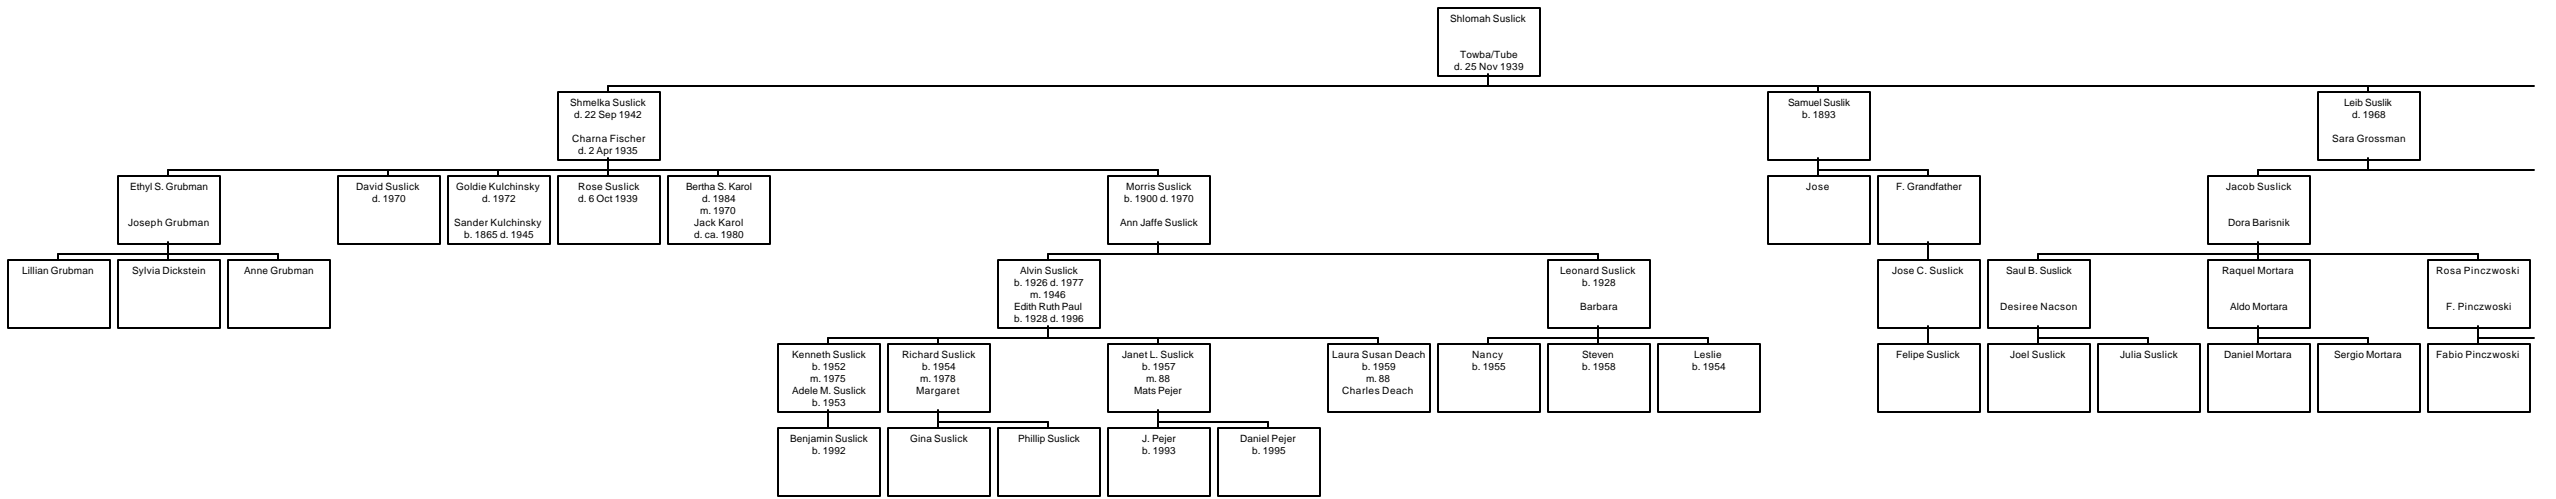 Shlomah Suslick
Towba/Tube
d. 25 Nov 1939
Shmelka Suslick
d. 22 Sep 1942
Charna Fischer
d. 2 Apr 1935
Samuel Suslik
b. 1893
Leib Suslik
d. 1968
Sara Grossman
Ethyl S. Grubman
Joseph Grubman
David Suslick
d. 1970
Goldie Kulchinsky
d. 1972
Sander Kulchinsky
b. 1865 d. 1945
Rose Suslick
d. 6 Oct 1939
Bertha S. Karol
d. 1984
m. 1970
Jack Karol
d. ca. 1980
Morris Suslick
b. 1900 d. 1970
Ann Jaffe Suslick
Jose
F. Grandfather
Jacob Suslick
Dora Barisnik
Lillian Grubman
Sylvia Dickstein
Anne Grubman
Alvin Suslick
b. 1926 d. 1977
m. 1946
Edith Ruth Paul
b. 1928 d. 1996
Leonard Suslick
b. 1928
Barbara
Jose C. Suslick
Saul B. Suslick
Desiree Nacson
Raquel Mortara
Aldo Mortara
Rosa Pinczwoski
F. Pinczwoski
Kenneth Suslick
b. 1952
m. 1975
Adele M. Suslick
b. 1953
Richard Suslick
b. 1954
m. 1978
Margaret
Janet L. Suslick
b. 1957
m. 88
Mats Pejer
Laura Susan Deach
b. 1959
m. 88
Charles Deach
Nancy
b. 1955
Steven
b. 1958
Leslie
b. 1954
Felipe Suslick
Joel Suslick
Julia Suslick
Daniel Mortara
Sergio Mortara
Fabio Pinczwoski
Benjamin Suslick
b. 1992
Gina Suslick
Phillip Suslick
J. Pejer
b. 1993
Daniel Pejer
b. 1995